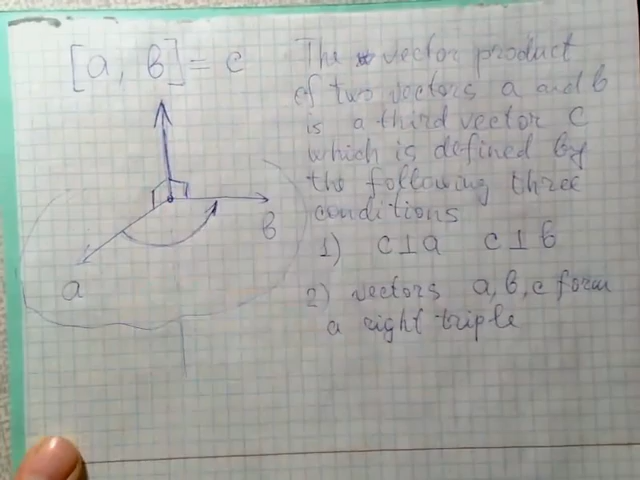 [a, b] = c
The vector product
of two vectors a and b
is a third vector c
which is defined by
the following three
conditions
1) c⊥a c⊥b
2) vectors a, b, c form
a right triple
b
a